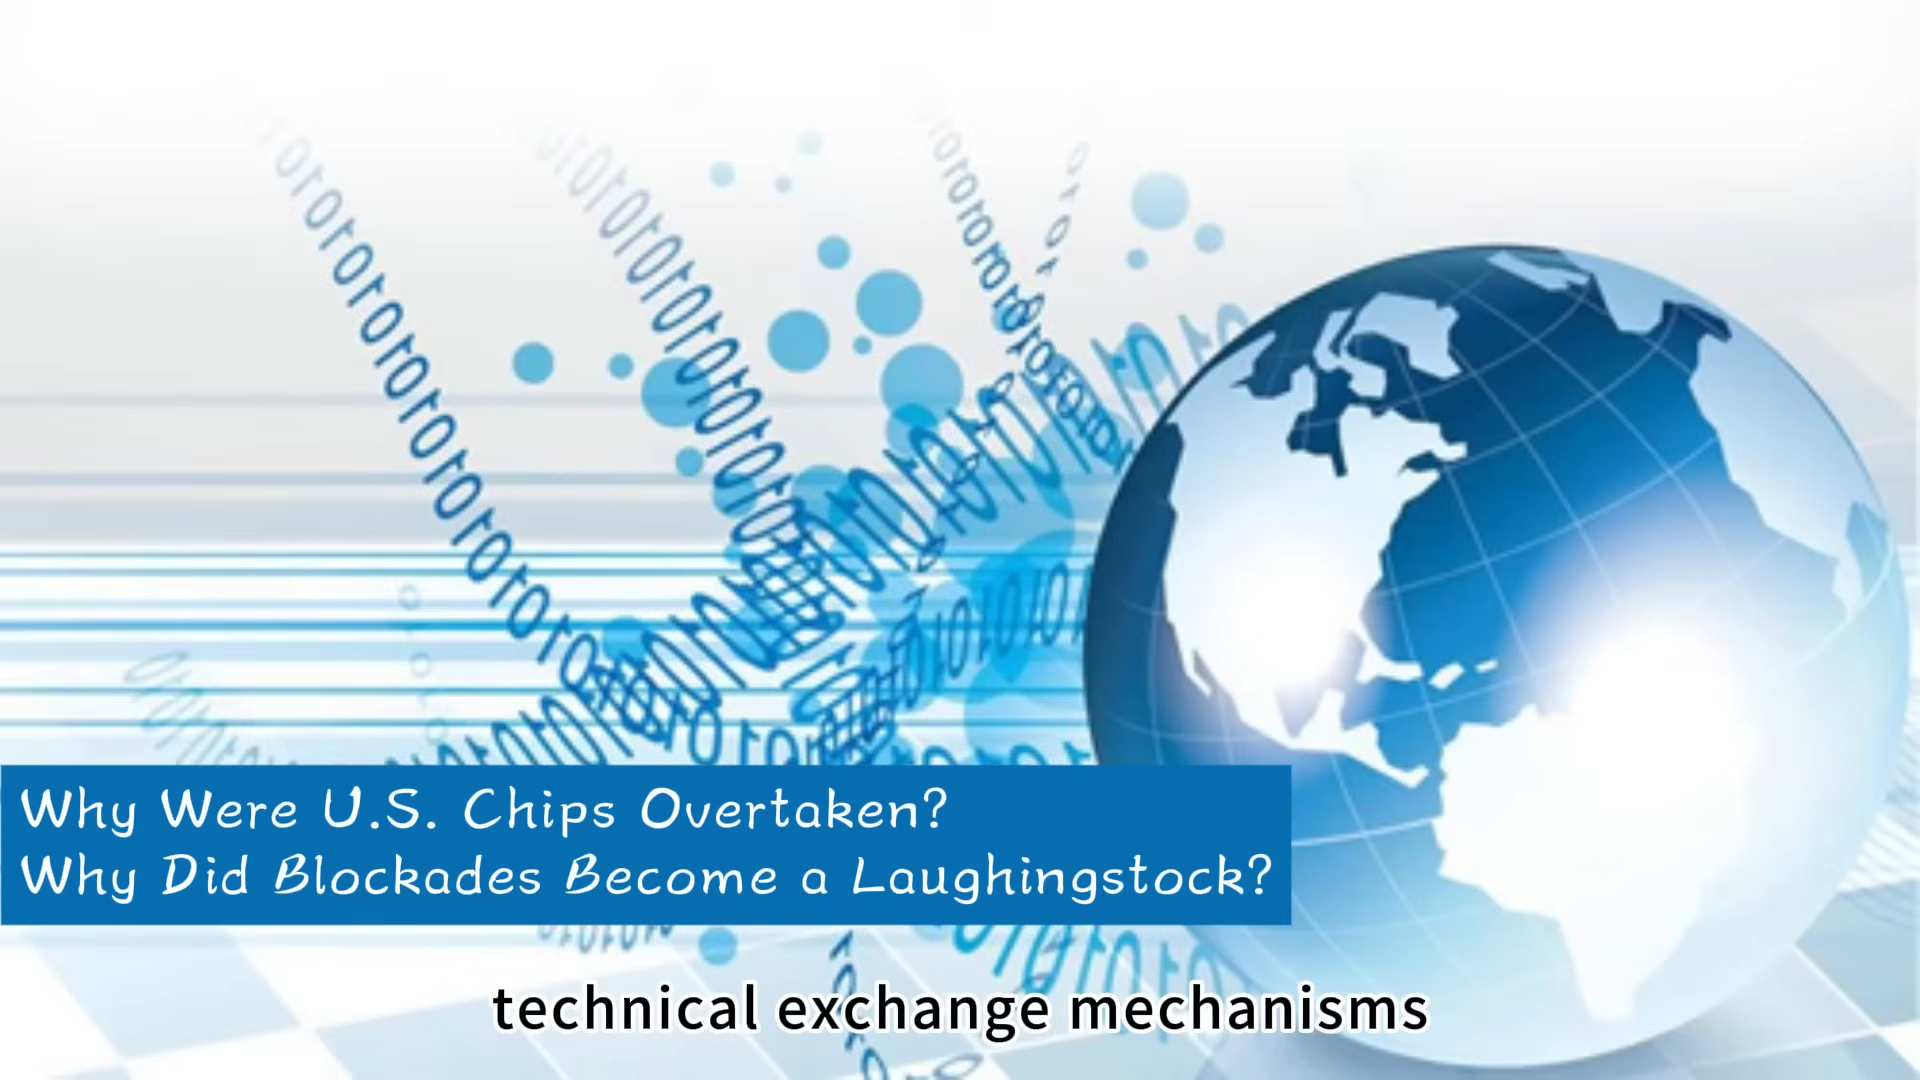 Why Were U.S. Chips Overtaken?
Why Did Blockades Become a Laughingstock?
technical exchange mechanisms